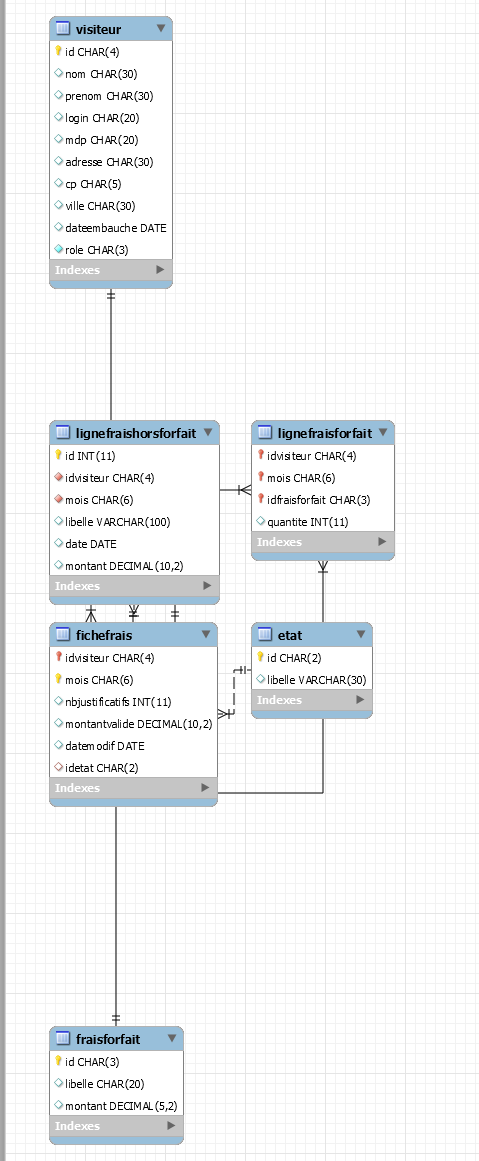 visiteur
id CHAR(4)
nom CHAR(30)
prenom CHAR(30)
login CHAR(20)
mdp CHAR(20)
adresse CHAR(30)
cp CHAR(5)
ville CHAR(30)
dateembauche DATE
role CHAR(3)
Indexes
lignefraishorsforfait
id INT(11)
idvisiteur CHAR(4)
mois CHAR(6)
libelle VARCHAR(100)
date DATE
montant DECIMAL(10,2)
Indexes
lignefraisforfait
idvisiteur CHAR(4)
mois CHAR(6)
idfraisforfait CHAR(3)
quantite INT(11)
Indexes
fichefrais
idvisiteur CHAR(4)
mois CHAR(6)
nbjustificatifs INT(11)
montantvalide DECIMAL(10,2)
datemodif DATE
idetat CHAR(2)
Indexes
etat
id CHAR(2)
libelle VARCHAR(30)
Indexes
fraisforfait
id CHAR(3)
libelle CHAR(20)
montant DECIMAL(5,2)
Indexes